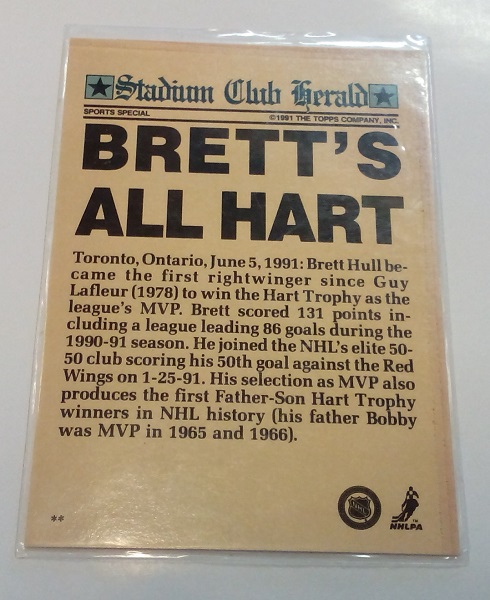 Stadium Club Herald
SPORTS SPECIAL ©1991 THE TOPPS COMPANY, INC.
BRETT'S
ALL HART
Toronto, Ontario, June 5, 1991: Brett Hull be-
came the first rightwinger since Guy
Lafleur (1978) to win the Hart Trophy as the
league's MVP. Brett scored 131 points in-
cluding a league leading 86 goals during the
1990-91 season. He joined the NHL's elite 50-
50 club scoring his 50th goal against the Red
Wings on 1-25-91. His selection as MVP also
produces the first Father-Son Hart Trophy
winners in NHL history (his father Bobby
was MVP in 1965 and 1966).
**
NHL
NHLPA
™